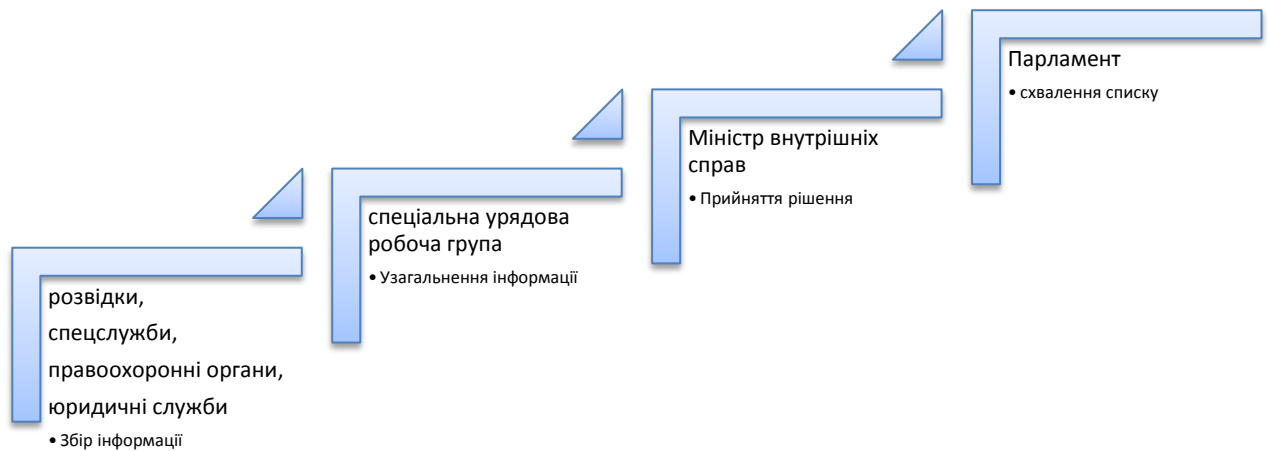 розвідки,
спецслужби,
правоохоронні органи,
юридичні служби
• Збір інформації
спеціальна урядова
робоча група
• Узагальнення інформації
Міністр внутрішніх
справ
• Прийняття рішення
Парламент
• схвалення списку